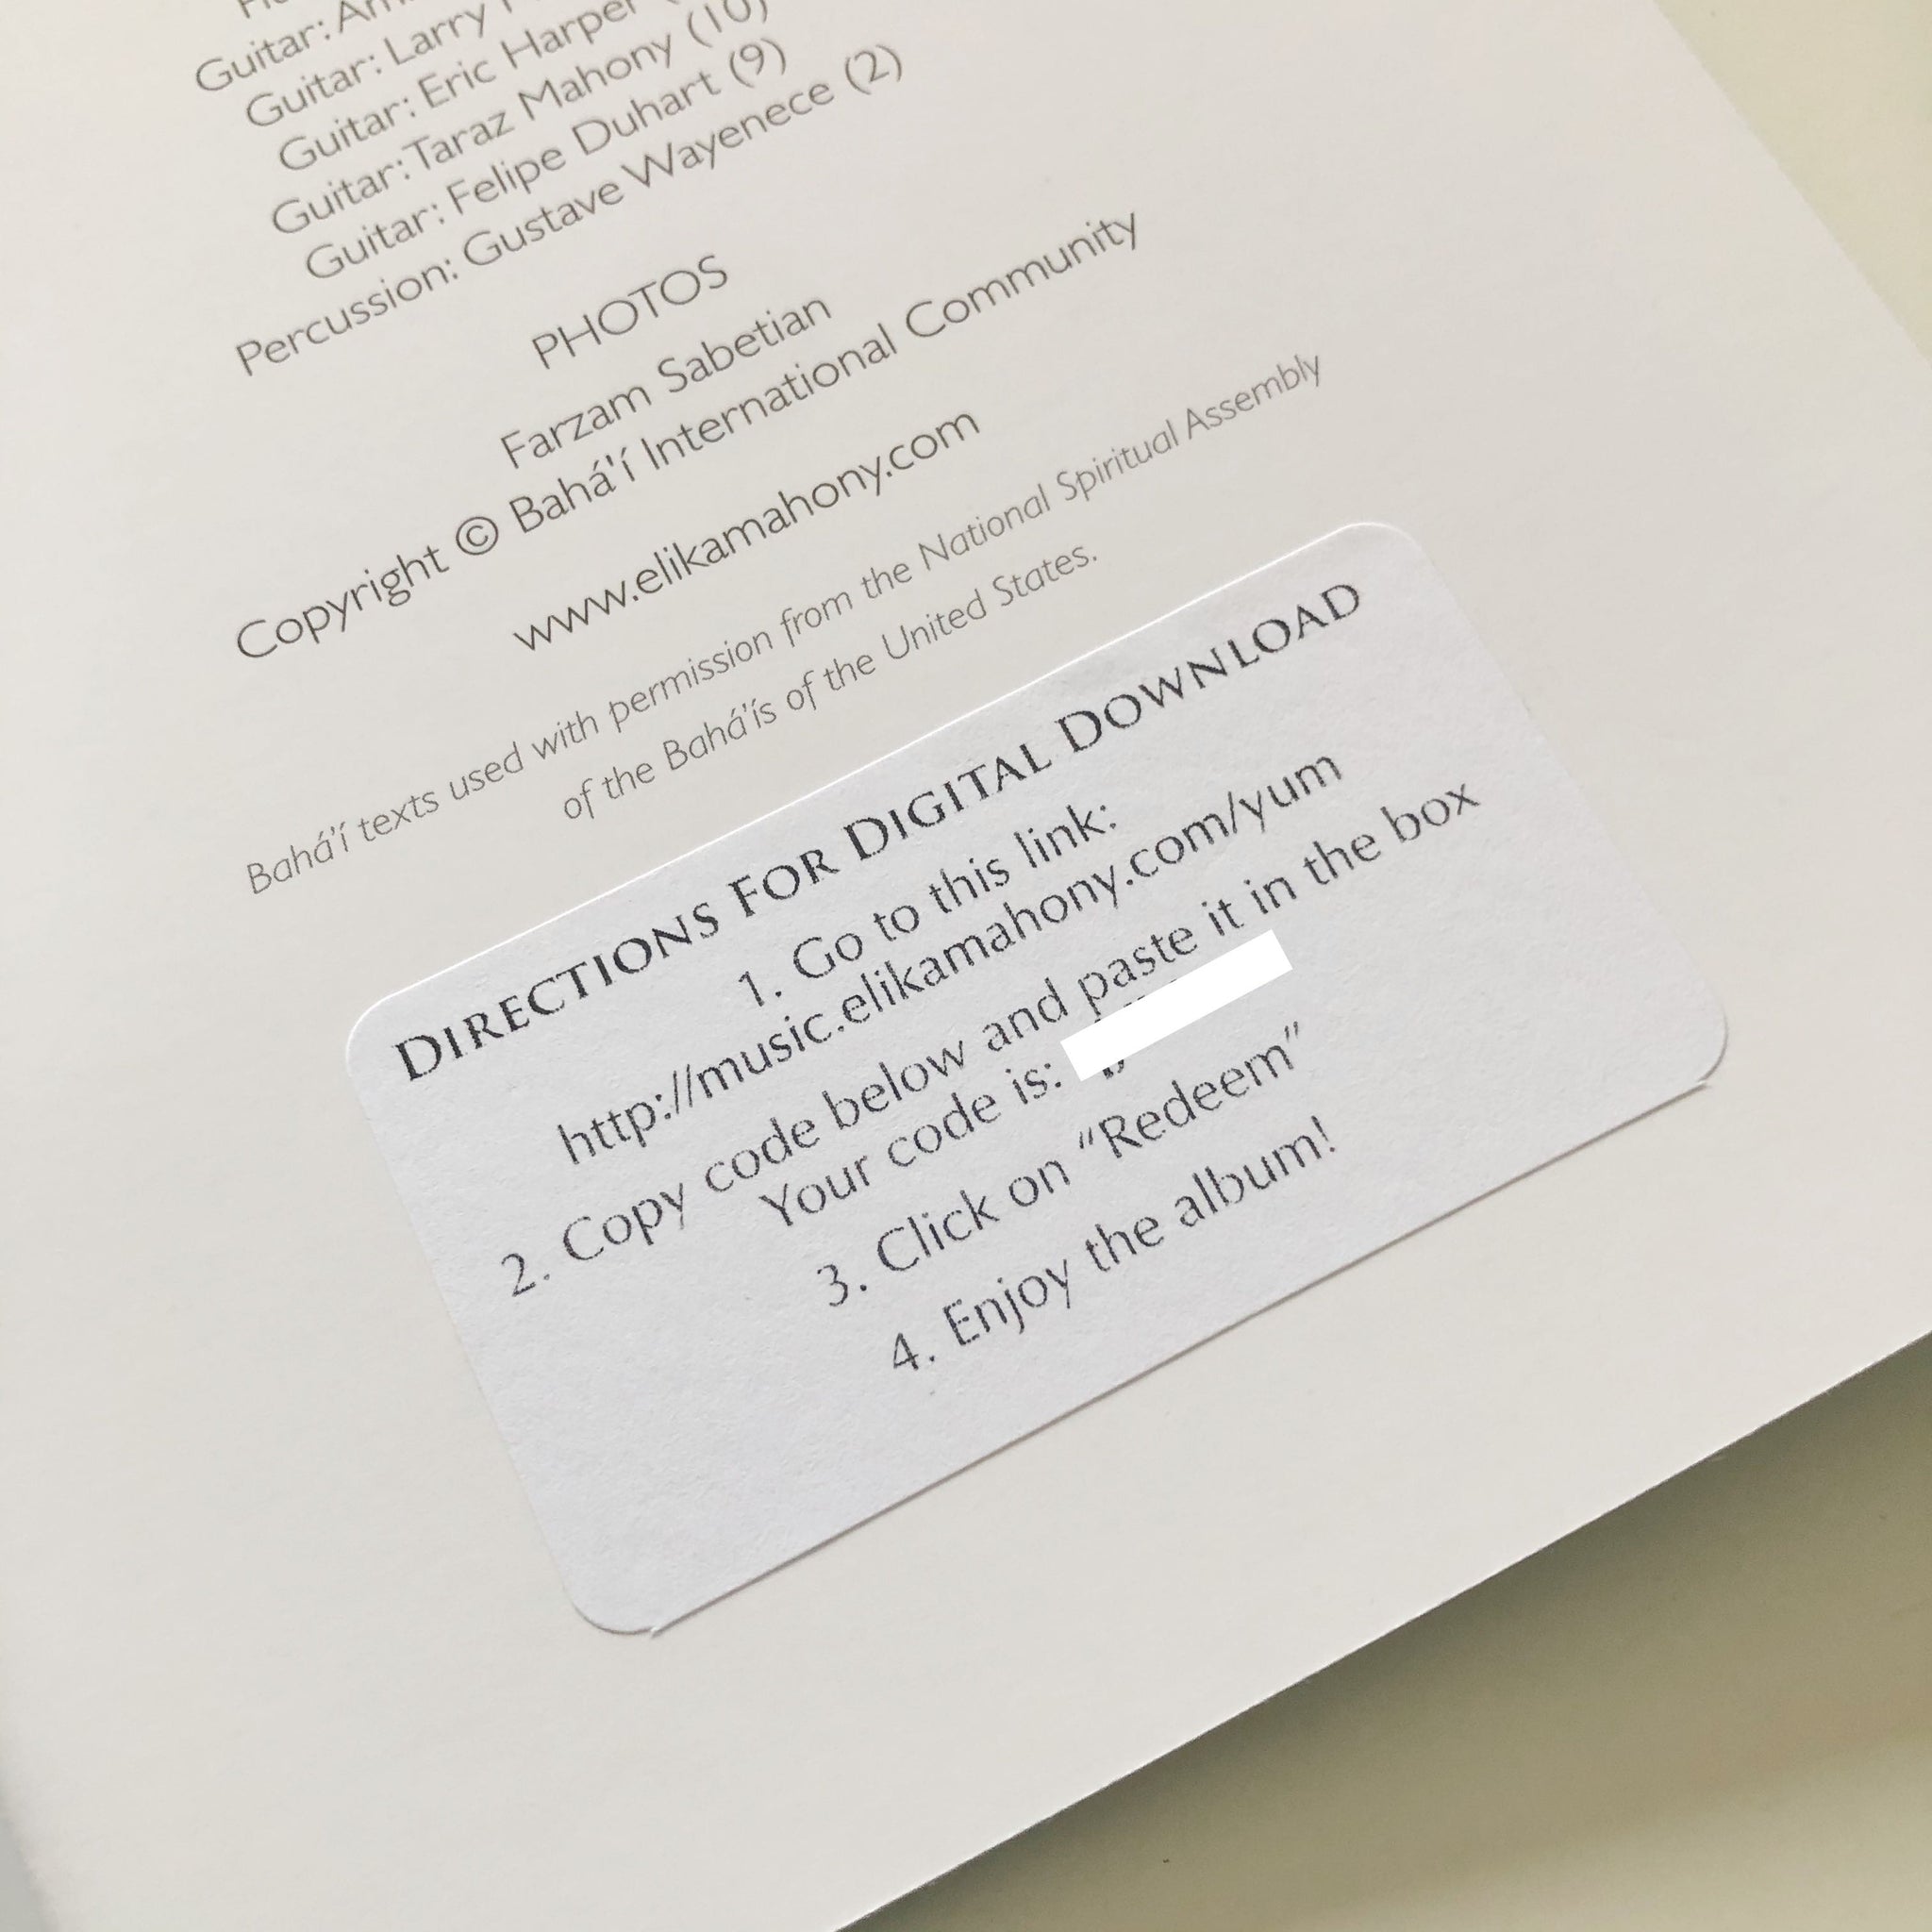 Guitar:
Guitar: Larry
Guitar: Eric Harper
Guitar: Taraz Mahony (10)
Guitar: Felipe Duhart (9)
Percussion: Gustave Wayenece (2)
PHOTOS
Farzam Sabetian
Copyright © Bahá'í International Community
www.elikamahony.com
Bahá'í texts used with permission from the National Spiritual Assembly
of the Bahá'ís of the United States.
DIRECTIONS FOR DIGITAL DOWNLOAD
1. Go to this link:
http://music.elikamahony.com/yum
2. Copy code below and paste it in the box
Your code is:
3. Click on “Redeem”
4. Enjoy the album!